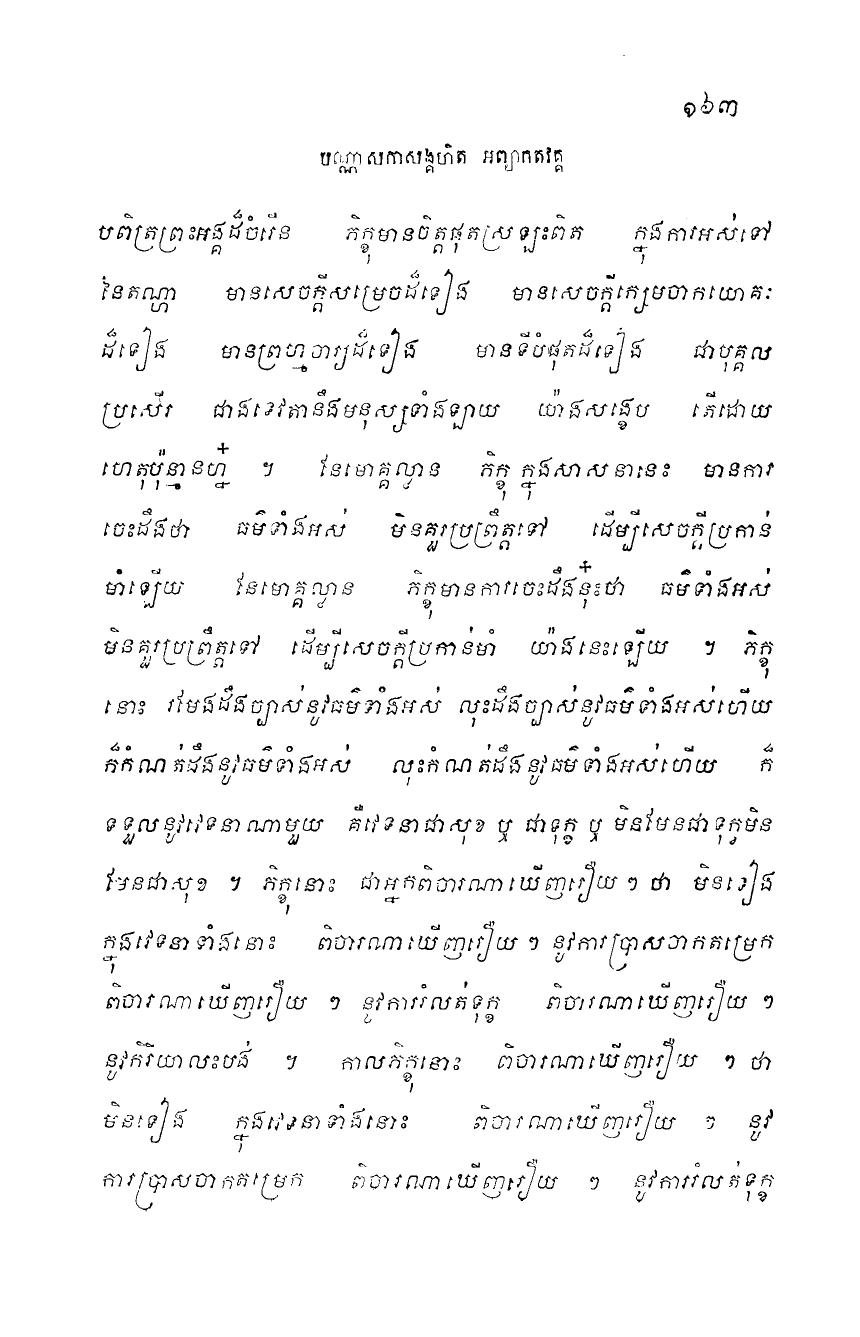 ១៦៣
បណ្ណាសកាសង្គហិត អព្យាកតវគ្គ
បពិត្រព្រះអង្គដ៏ចំរើន ភិក្ខុមានចិត្តផុតស្រឡះពិត ក្នុងការអស់ទៅ
នៃតណ្ហា មានសេចក្តីសម្រេចដ៏ទៀង មានសេចក្តីក្សេមចាកយោគៈ
ដ៏ទៀង មានព្រហ្មចារ្យដ៏ទៀង មានទីបំផុតដ៏ទៀង ជាបុគ្គល
ប្រសើរ ជាងទេវតានឹងមនុស្សទាំងឡាយ យ៉ាងសង្ខេប តើដោយ
ហេតុប៉ុន្មានហ្ន៎ ។ នែមោគ្គល្លាន ភិក្ខុ ក្នុងសាសនានេះ មានការ
ចេះដឹងថា ធម៌ទាំងអស់ មិនគួរប្រព្រឹត្តទៅ ដើម្បីសេចក្តីប្រកាន់
មាំឡើយ នែមោគ្គល្លាន ភិក្ខុមានការចេះដឹងនុ៎ះថា ធម៌ទាំងអស់
មិនគួរប្រព្រឹត្តទៅ ដើម្បីសេចក្តីប្រកាន់មាំ យ៉ាងនេះឡើយ ។ ភិក្ខុ
នោះ រមែងដឹងច្បាស់នូវធម៌ទាំងអស់ លុះដឹងច្បាស់នូវធម៌ទាំងអស់ហើយ
ក៏កំណត់ដឹងនូវធម៌ទាំងអស់ លុះកំណត់ដឹងនូវធម៌ទាំងអស់ហើយ ក៏
ទទួលនូវវេទនាណាមួយ គឺវេទនាជាសុខ ឬ ជាទុក្ខ ឬ មិនមែនជាទុក្ខមិន
មែនជាសុខ ។ ភិក្ខុនោះ ជាអ្នកពិចារណាឃើញរឿយ ៗ ថា មិនទៀង
ក្នុងវេទនាទាំងនោះ ពិចារណាឃើញរឿយ ៗ នូវការប្រាសចាកតម្រេក
ពិចារណាឃើញរឿយ ៗ នូវការរំលត់ទុក្ខ ពិចារណាឃើញរឿយ ៗ
នូវកិរិយាលះបង់ ។ កាលភិក្ខុនោះ ពិចារណាឃើញរឿយ ៗ ថា
មិនទៀង ក្នុងវេទនាទាំងនោះ ពិចារណាឃើញរឿយ ៗ នូវ
ការប្រាសចាកតម្រេក ពិចារណាឃើញរឿយ ៗ នូវការរំលត់ទុក្ខ